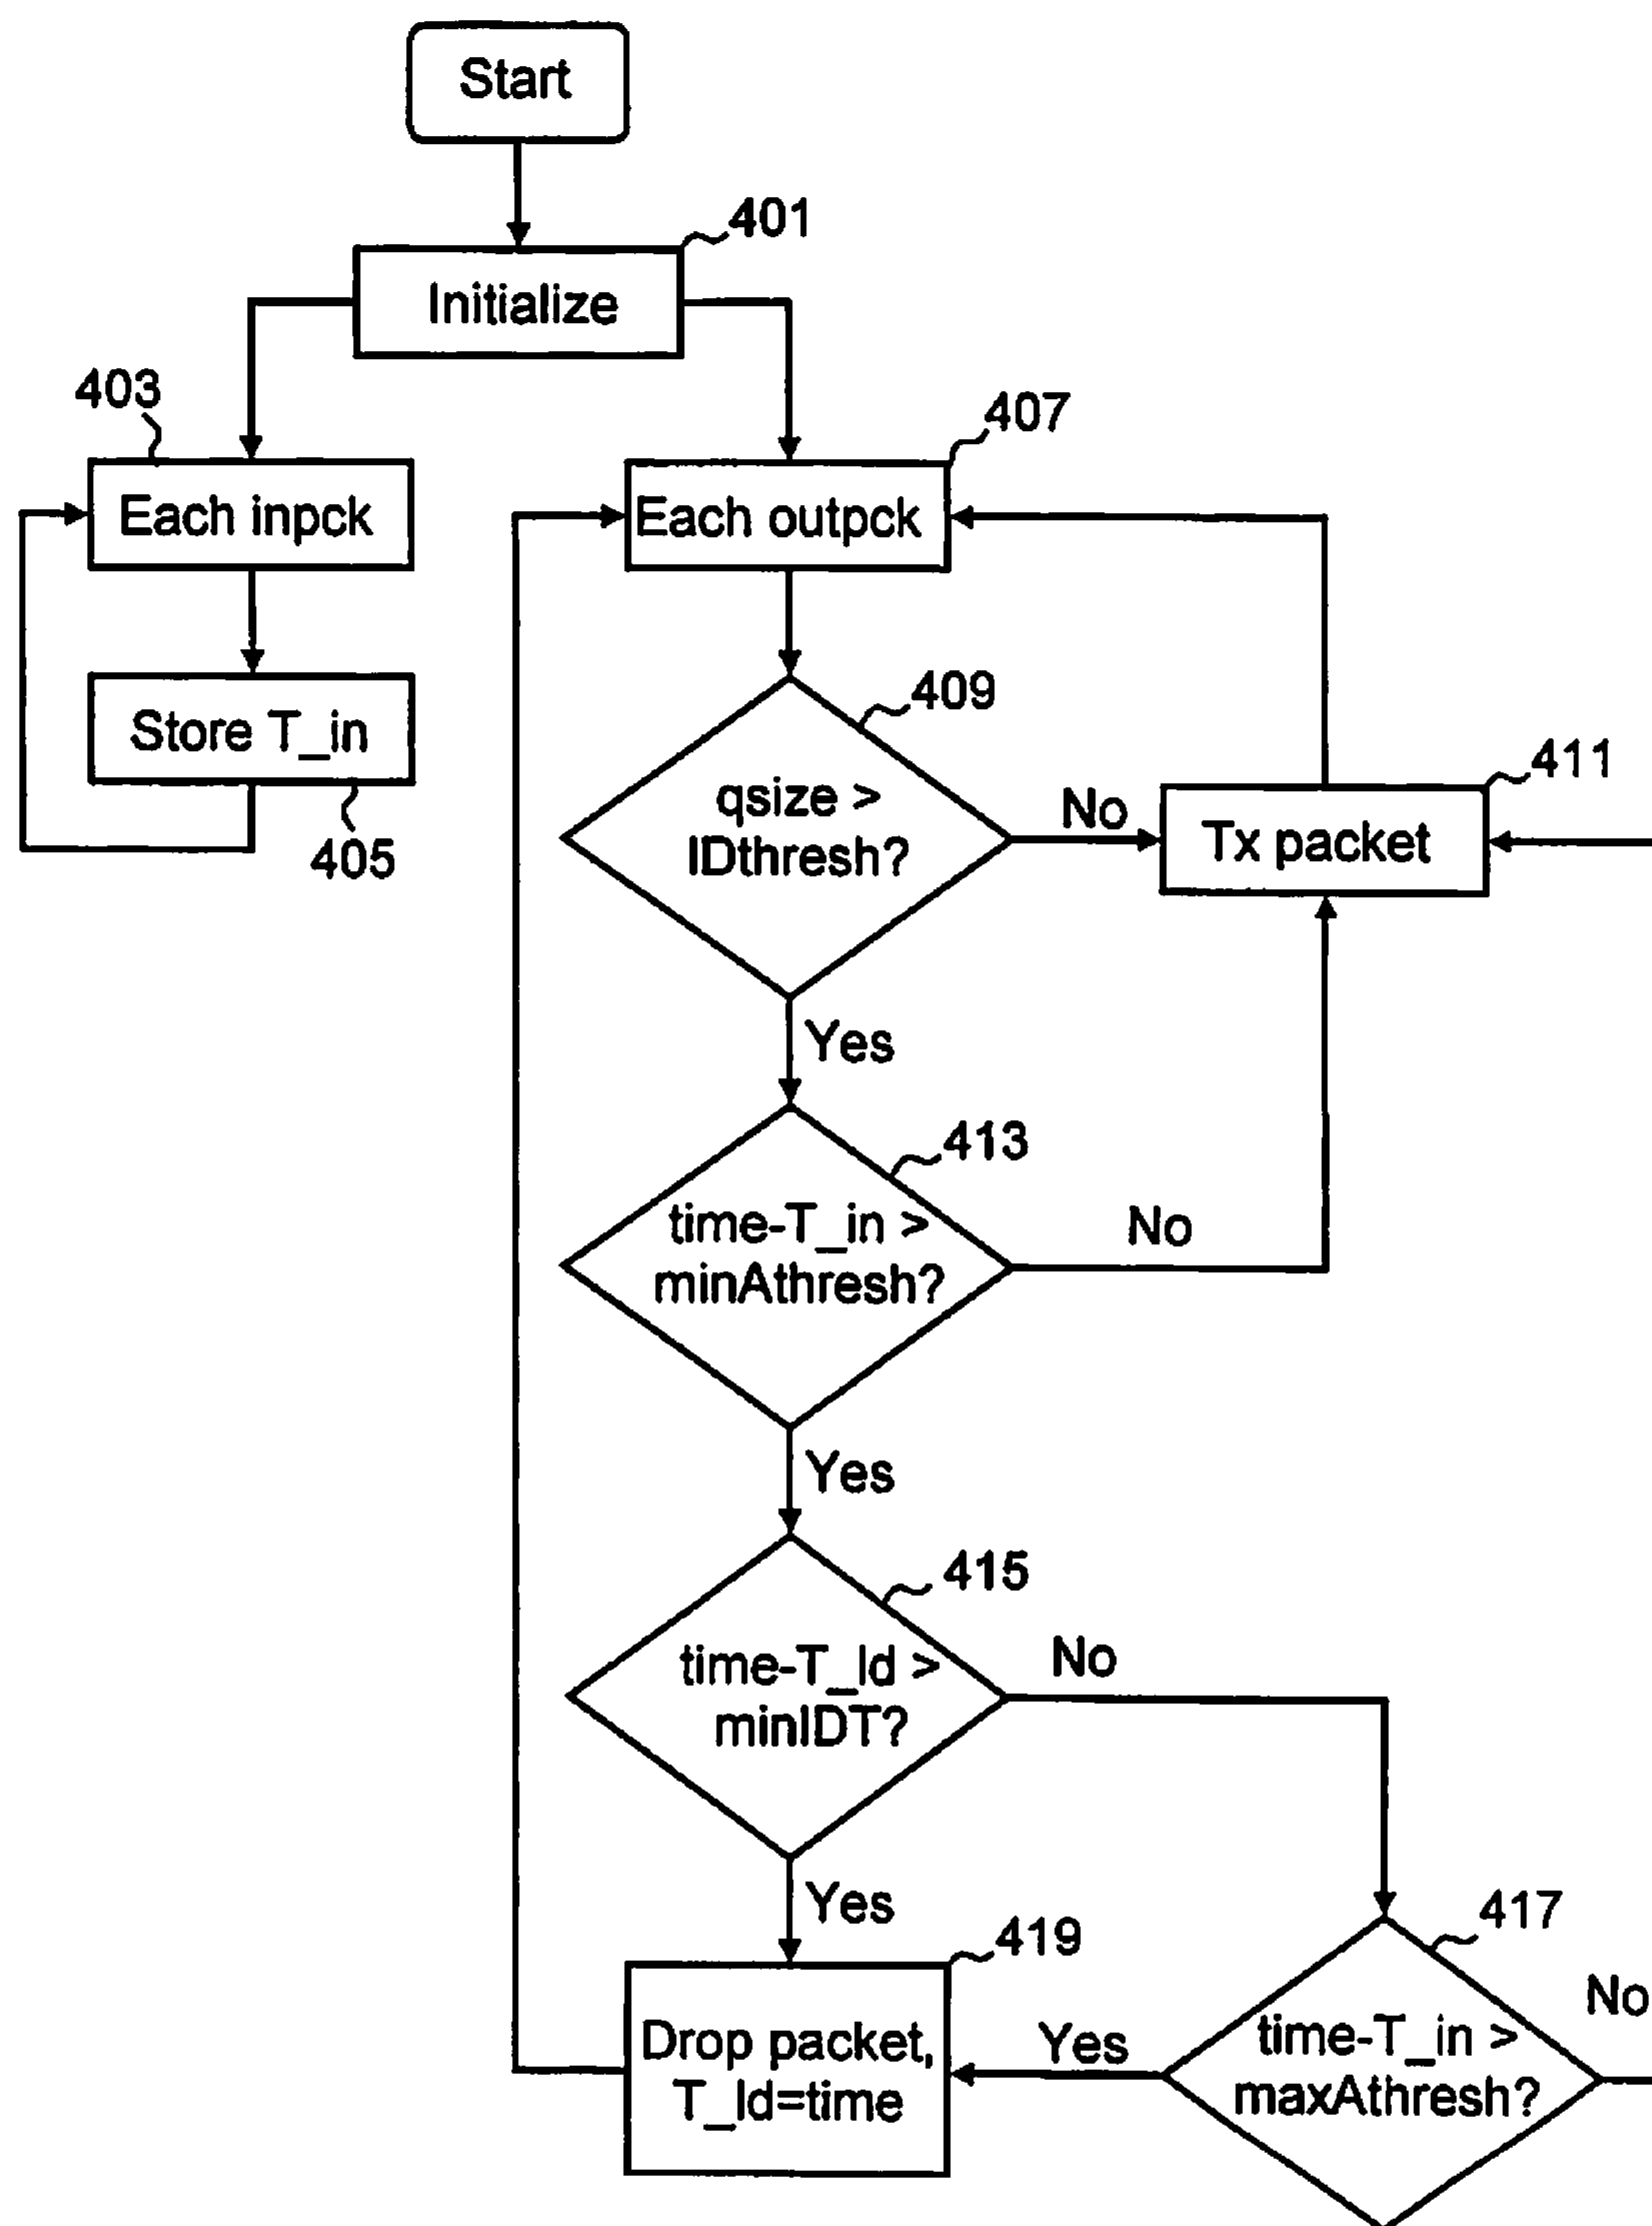 Start
401
Initialize
403
407
Each inpck
Each outpck
409
Store T_in
405
qsize >
IDthresh?
No
411
Tx packet
Yes
413
time-T_in >
minAthresh?
No
Yes
415
time-T_ld >
minIDT?
No
Yes
417
419
Drop packet,
T_ld=time
Yes
time-T_in >
maxAthresh?
No